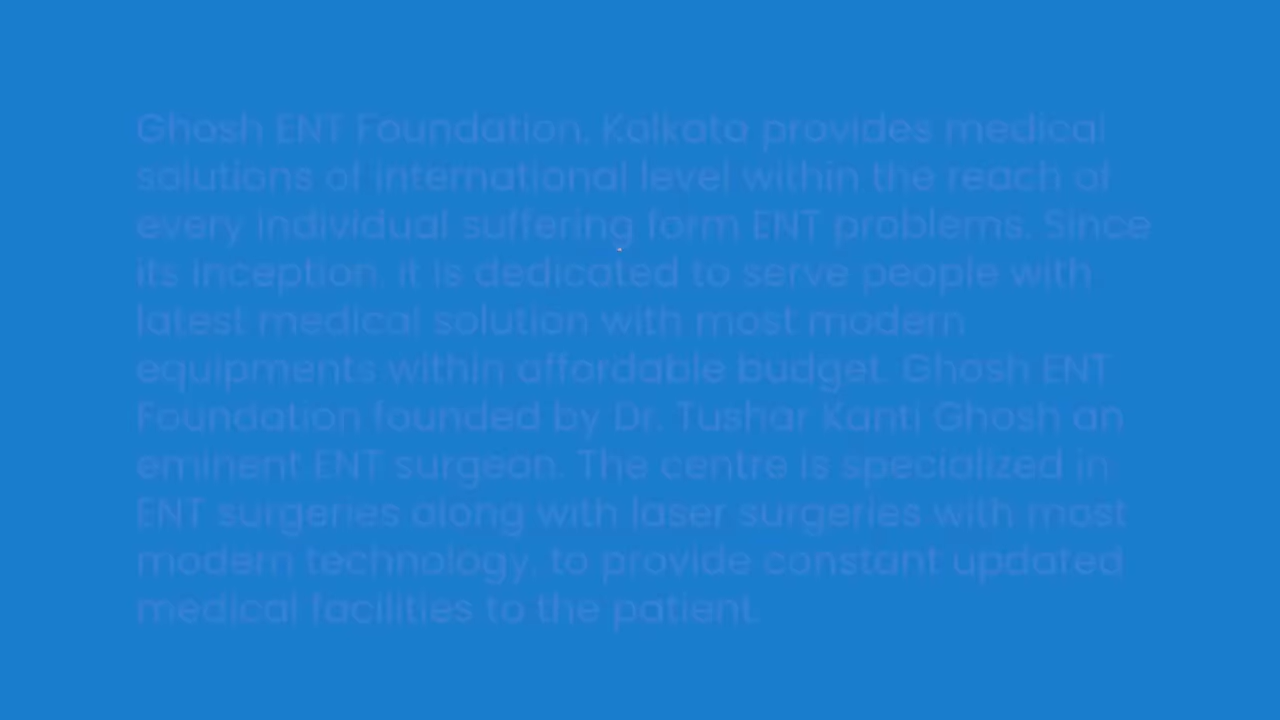 Ghosh ENT Foundation, Kolkata provides medical
solutions of international level within the reach of
every individual suffering form ENT problems. Since
its inception, it is dedicated to serve people with
latest medical solution with most modern
equipments within affordable budget. Ghosh ENT
Foundation founded by Dr. Tushar Kanti Ghosh an
eminent ENT surgeon. The centre is specialized in
ENT surgeries along with laser surgeries with most
modern technology, to provide constant updated
medical facilities to the patient.